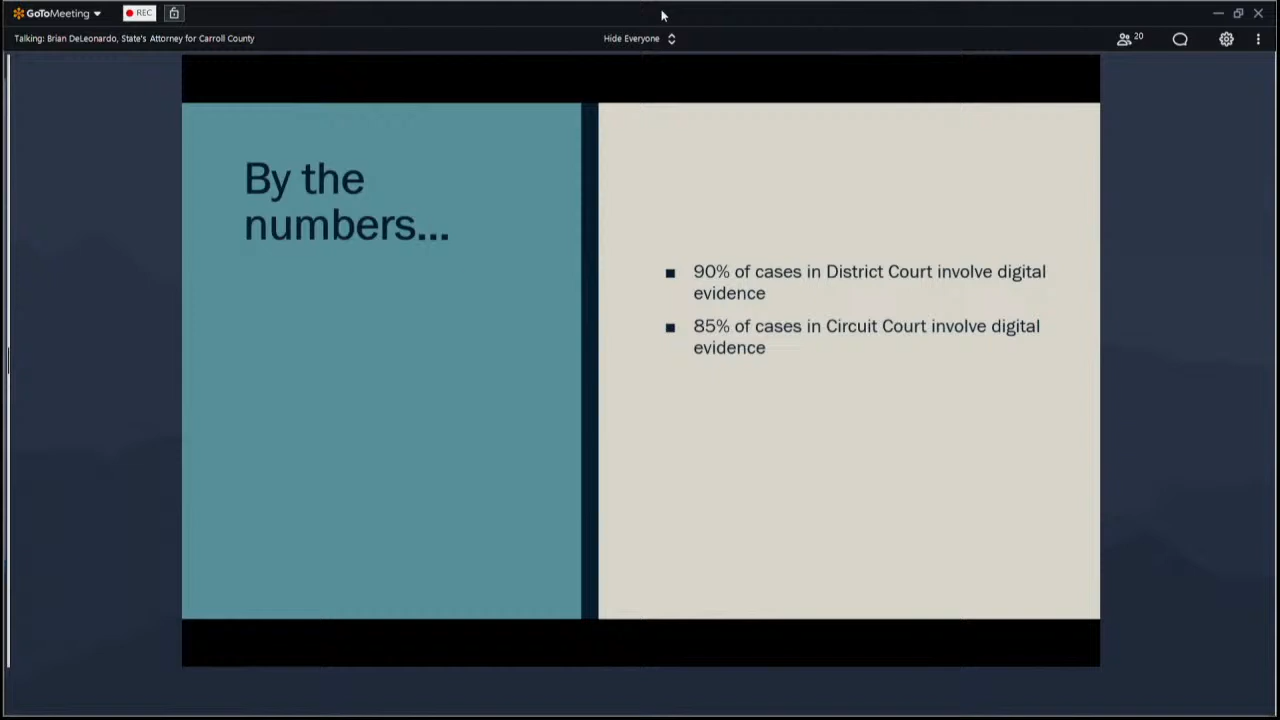 GoToMeeting
REC
Talking: Brian DeLeonardo, State's Attorney for Carroll County
Hide Everyone
20
By the
numbers...
90% of cases in District Court involve digital
evidence
85% of cases in Circuit Court involve digital
evidence